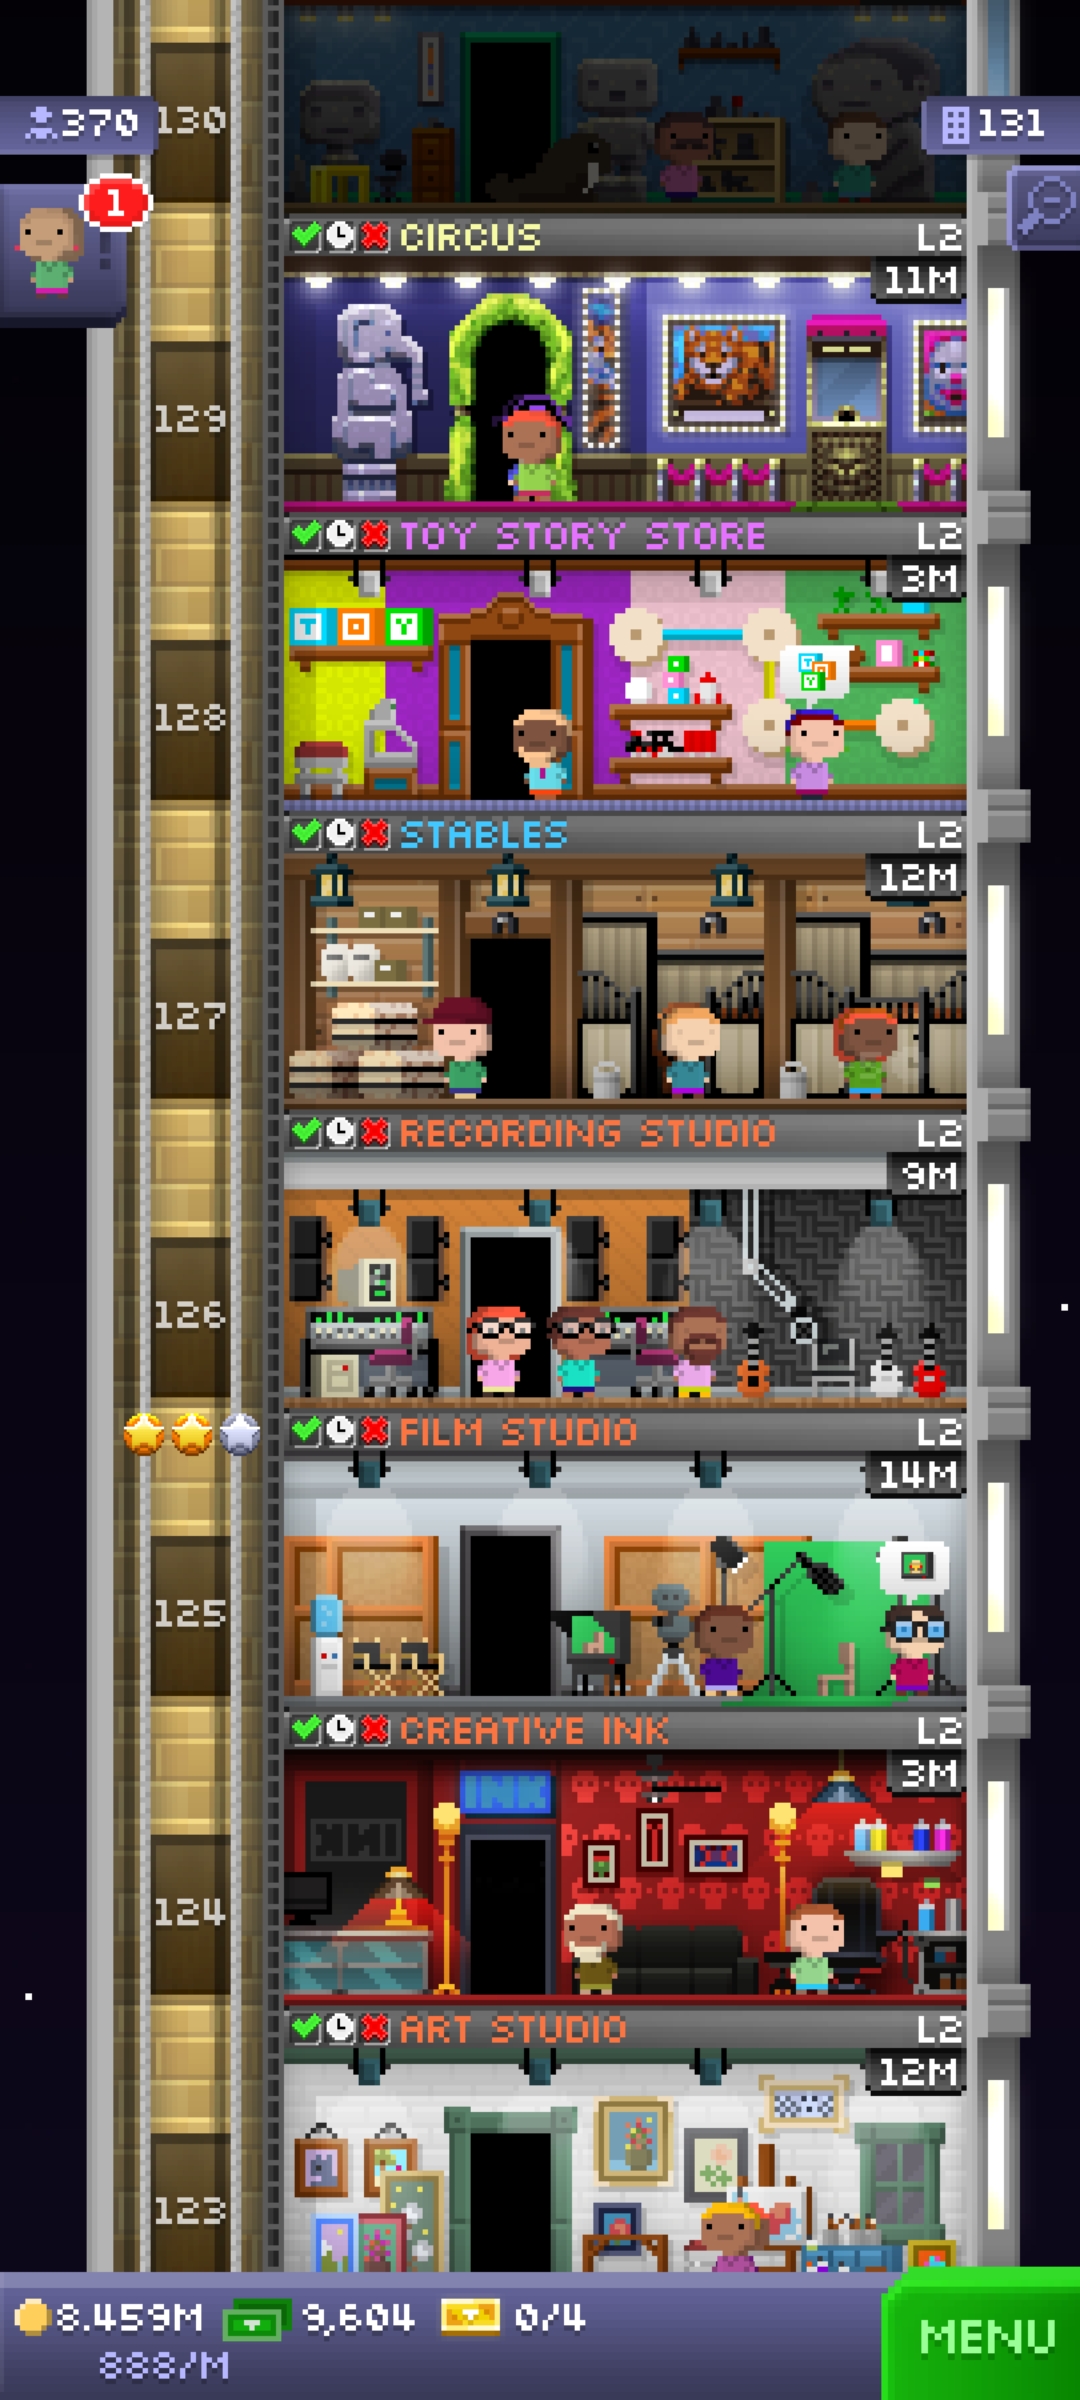 370
130
131
1
CIRCUS L2
11M
129
TOY STORY STORE L2
3M
TOY
128
STABLES L2
12M
127
RECORDING STUDIO L2
9M
126
FILM STUDIO L2
14M
125
CREATIVE INK L2
3M
INK
124
ART STUDIO L2
12M
123
8.459M 9,604 0/4
888/M
MENU